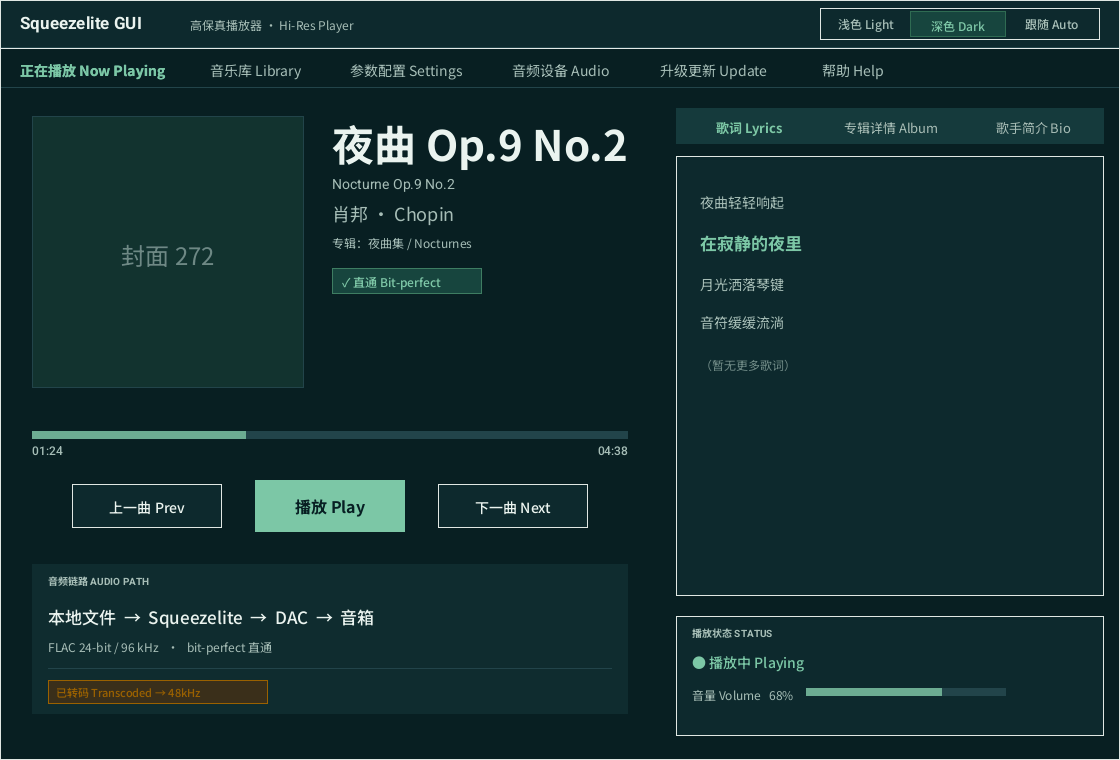 Squeezelite GUI
高保真播放器 · Hi-Res Player
浅色 Light
深色 Dark
跟随 Auto
正在播放 Now Playing
音乐库 Library
参数配置 Settings
音频设备 Audio
升级更新 Update
帮助 Help
封面 272
夜曲 Op.9 No.2
Nocturne Op.9 No.2
肖邦 · Chopin
专辑：夜曲集 / Nocturnes
✓ 直通 Bit-perfect
01:24
04:38
上一曲 Prev
播放 Play
下一曲 Next
音频链路 AUDIO PATH
本地文件 → Squeezelite → DAC → 音箱
FLAC 24-bit / 96 kHz · bit-perfect 直通
已转码 Transcoded → 48kHz
歌词 Lyrics
专辑详情 Album
歌手简介 Bio
夜曲轻轻响起
在寂静的夜里
月光洒落琴键
音符缓缓流淌
（暂无更多歌词）
播放状态 STATUS
● 播放中 Playing
音量 Volume 68%